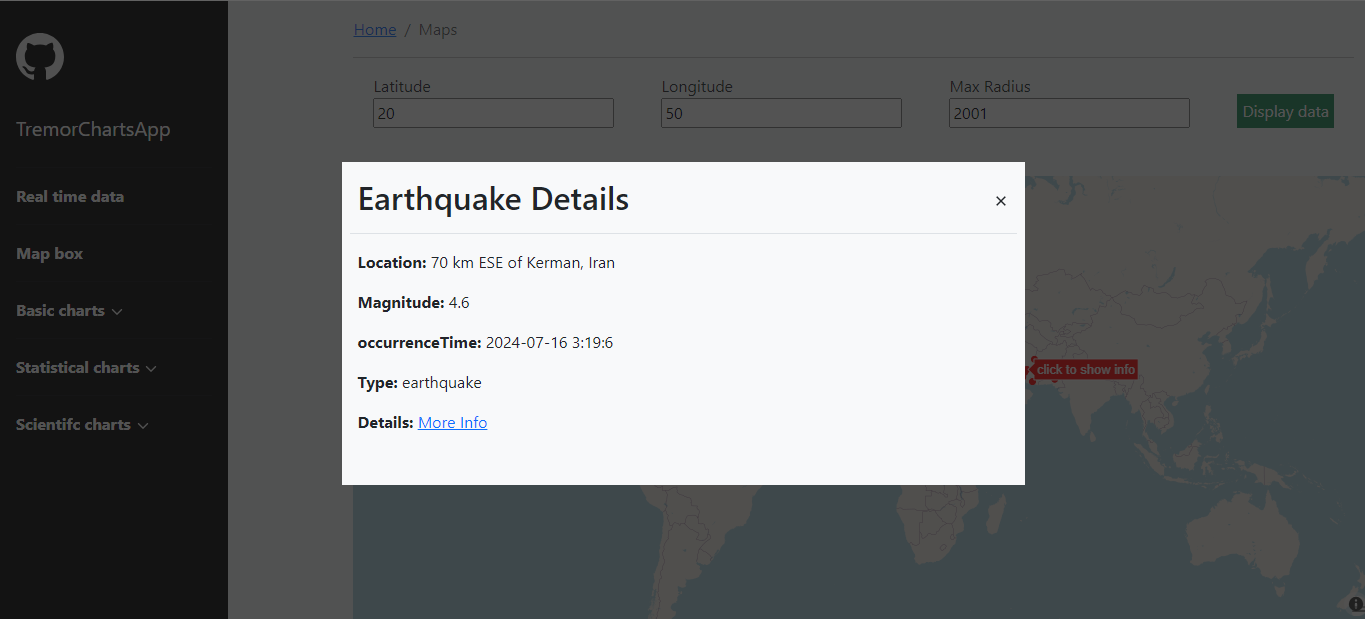 TremorChartsApp
Real time data
Map box
Basic charts
Statistical charts
Scientifc charts
Home / Maps
Latitude
20
Longitude
50
Max Radius
2001
Display data
Earthquake Details
×
Location: 70 km ESE of Kerman, Iran
Magnitude: 4.6
occurrenceTime: 2024-07-16 3:19:6
Type: earthquake
Details: More Info
click to show info